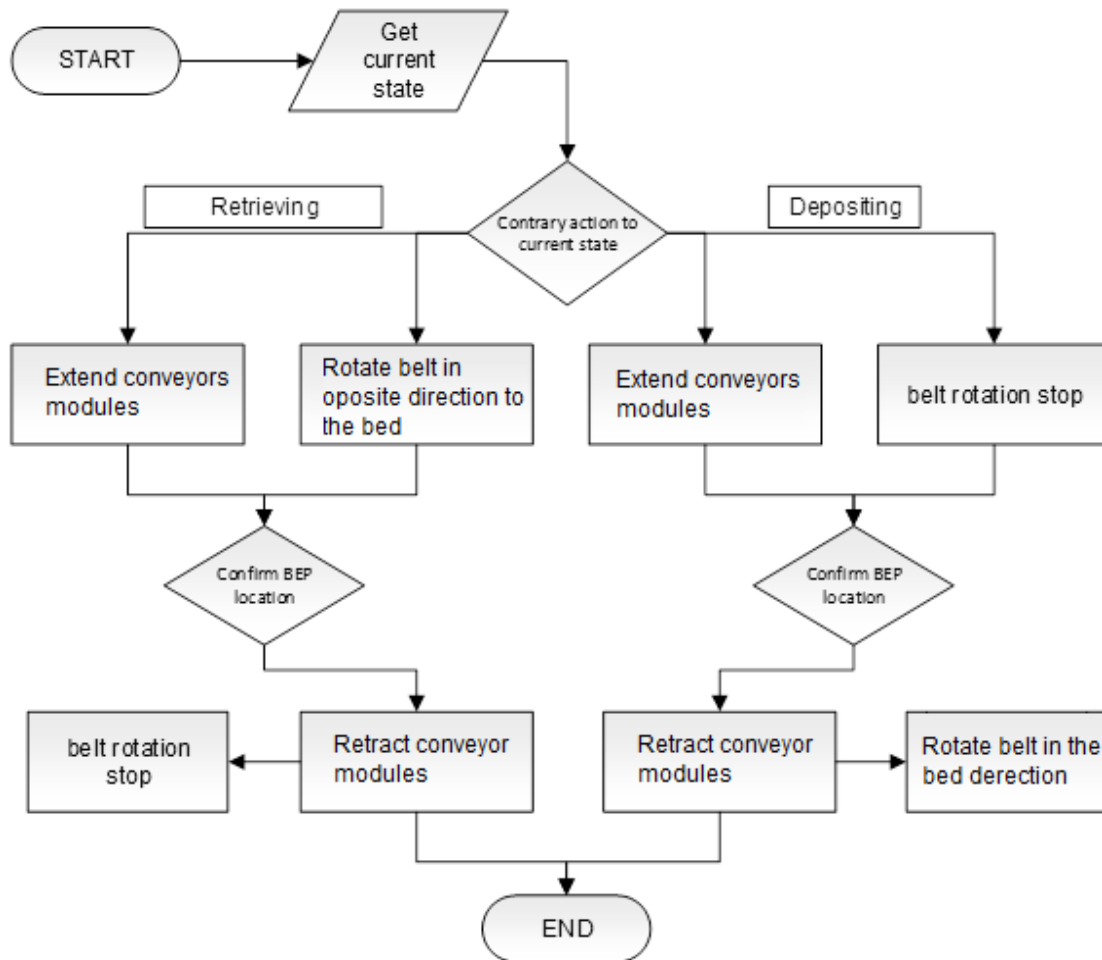 START
Get
current
state
Contrary action to
current state
Retrieving
Depositing
Extend conveyors
modules
Rotate belt in
oposite direction to
the bed
Extend conveyors
modules
belt rotation stop
Confirm BEP
location
Confirm BEP
location
belt rotation
stop
Retract conveyor
modules
Retract conveyor
modules
Rotate belt in the
bed derection
END